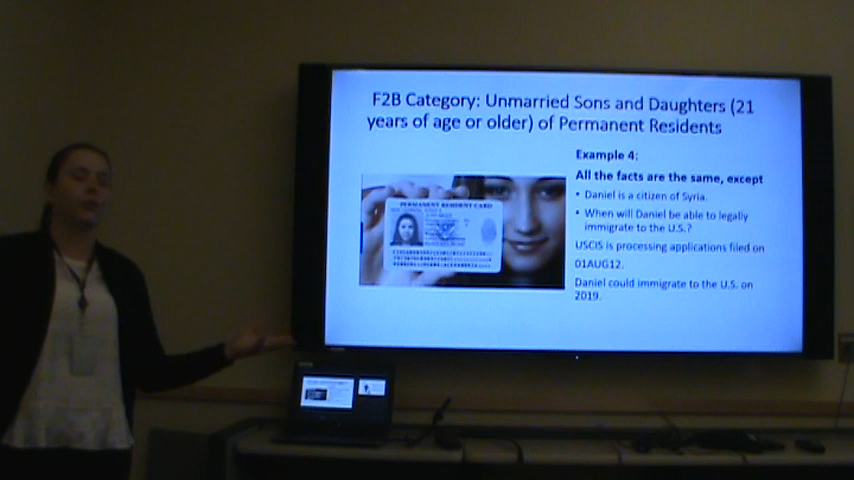 F2B Category: Unmarried Sons and Daughters (21
years of age or older) of Permanent Residents
Example 4:
All the facts are the same, except
• Daniel is a citizen of Syria.
• When will Daniel be able to legally
immigrate to the U.S.?
USCIS is processing applications filed on
01AUG12.
Daniel could immigrate to the U.S. on
2019.
PERMANENT RESIDENT CARD